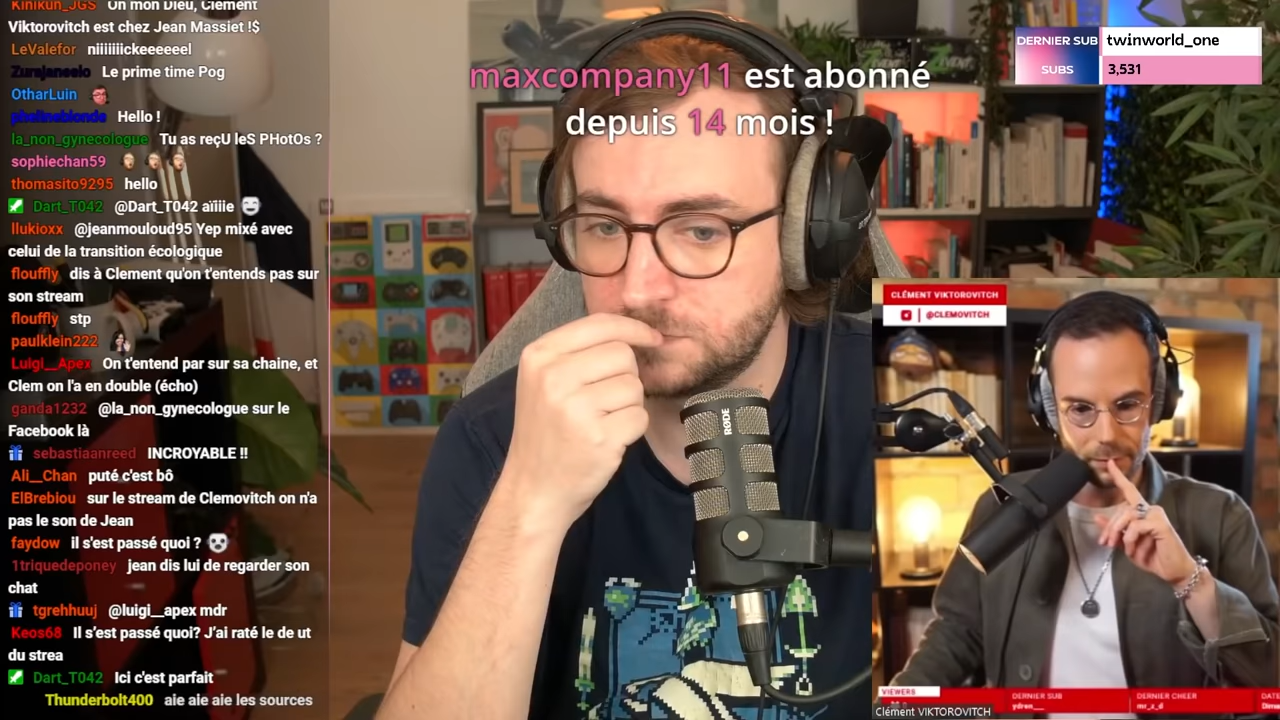 Kinikun_JGS Oh mon Dieu, Clément
Viktorovitch est chez Jean Massiet !$
LeValefor niiiiiiickeeeeeel
Zurajaneeio Le prime time Pog
OtharLuin
phelineblonde Hello !
la_non_gynecologue Tu as reçU leS PHotOs ?
sophiechan59
thomasito9295 hello
Dart_T042 @Dart_T042 aïiiie
llukioxx @jeanmouloud95 Yep mixé avec
celui de la transition écologique
flouffly dis à Clement qu'on t'entends pas sur
son stream
flouffly stp
paulklein222
Luigi__Apex On t'entend par sur sa chaine, et
Clem on l'a en double (écho)
ganda1232 @la_non_gynecologue sur le
Facebook là
sebastiaanreed INCROYABLE !!
Ali__Chan puté c'est bô
ElBrebiou sur le stream de Clemovitch on n'a
pas le son de Jean
faydow il s'est passé quoi ?
1triquedeponey jean dis lui de regarder son
chat
tgrehhuuj @luigi__apex mdr
Keos68 Il s'est passé quoi? J'ai raté le de ut
du strea
Dart_T042 Ici c'est parfait
Thunderbolt400 aie aie aie les sources
maxcompany11 est abonné
depuis 14 mois !
DERNIER SUB twinworld_one
SUBS 3,531
RØDE
CLÉMENT VIKTOROVITCH
@CLEMOVITCH
VIEWERS
DERNIER SUB
ydren___
DERNIER CHEER
mr_z_d
DATE
Clément VIKTOROVITCH